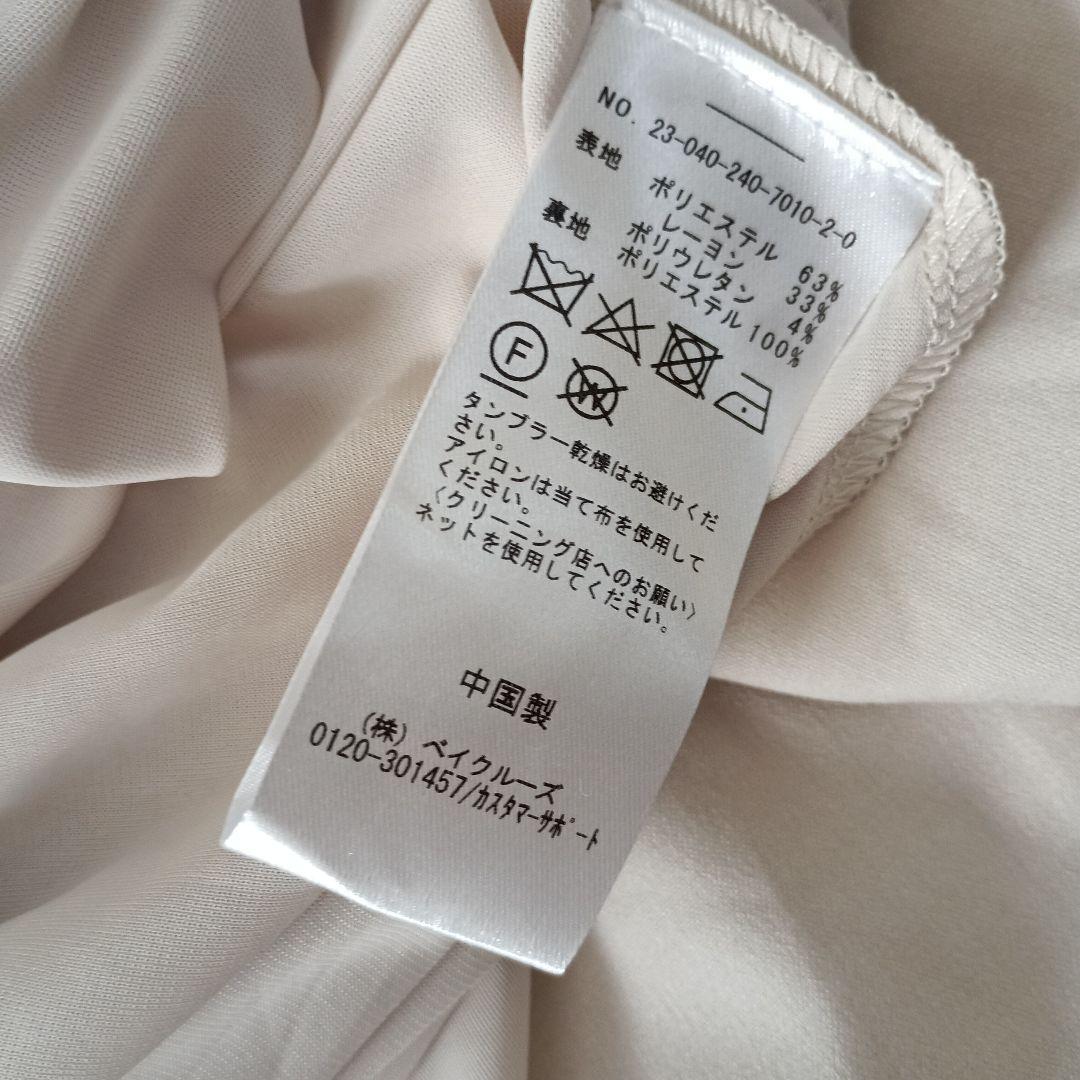 NO. 23-040-240-7010-2-0
表地 ポリエステル 63%
レーヨン 33%
ポリウレタン 4%
裏地 ポリエステル 100%
F W
タンブラー乾燥はお避けくだ
さい。
アイロンは当て布を使用して
ください。
〈クリーニング店へのお願い〉
ネットを使用してください。
中国製
(株) ベイクルーズ
0120-301457/ｶｽﾀﾏｰｻﾎﾟｰﾄ